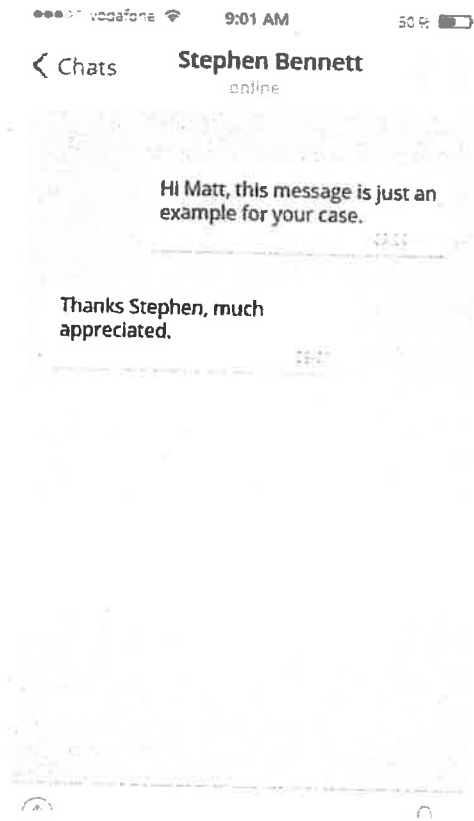 vodafone 9:01 AM 50 %
Chats Stephen Bennett
online
Hi Matt, this message is just an
example for your case.
Thanks Stephen, much
appreciated.